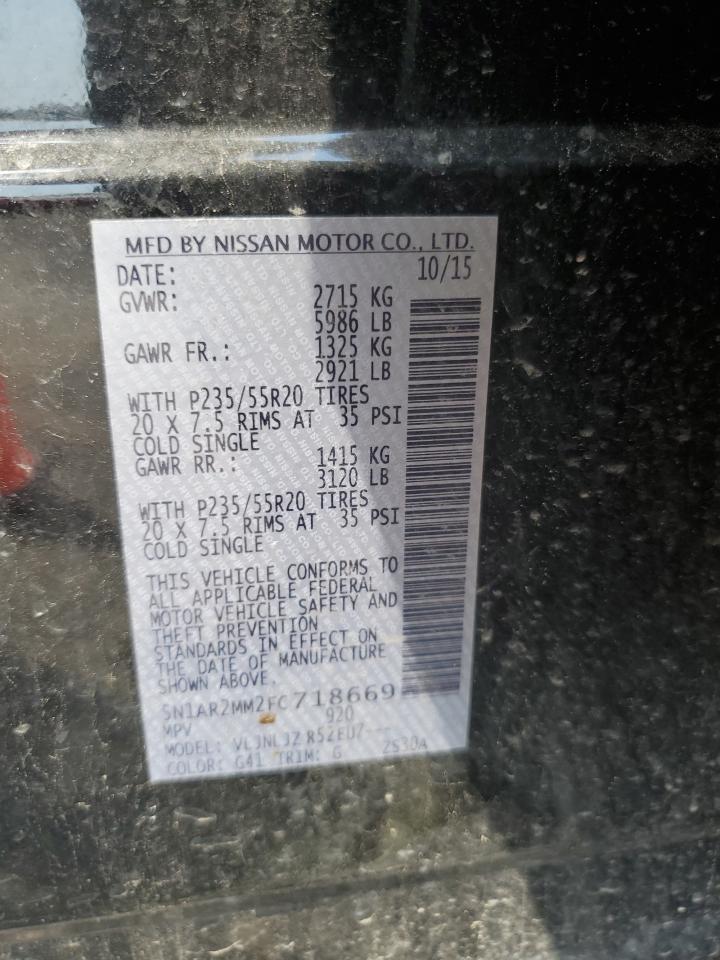 MFD BY NISSAN MOTOR CO., LTD.
DATE: 10/15
GVWR: 2715 KG
5986 LB
GAWR FR.: 1325 KG
2921 LB
WITH P235/55R20 TIRES
20 X 7.5 RIMS AT 35 PSI
COLD SINGLE
GAWR RR.: 1415 KG
3120 LB
WITH P235/55R20 TIRES
20 X 7.5 RIMS AT 35 PSI
COLD SINGLE
THIS VEHICLE CONFORMS TO
ALL APPLICABLE FEDERAL
MOTOR VEHICLE SAFETY AND
THEFT PREVENTION
STANDARDS IN EFFECT ON
THE DATE OF MANUFACTURE
SHOWN ABOVE.
5N1AR2MM2FC718669
MPV 920
MODEL:
COLOR: G41 TRIM: G 2S30A